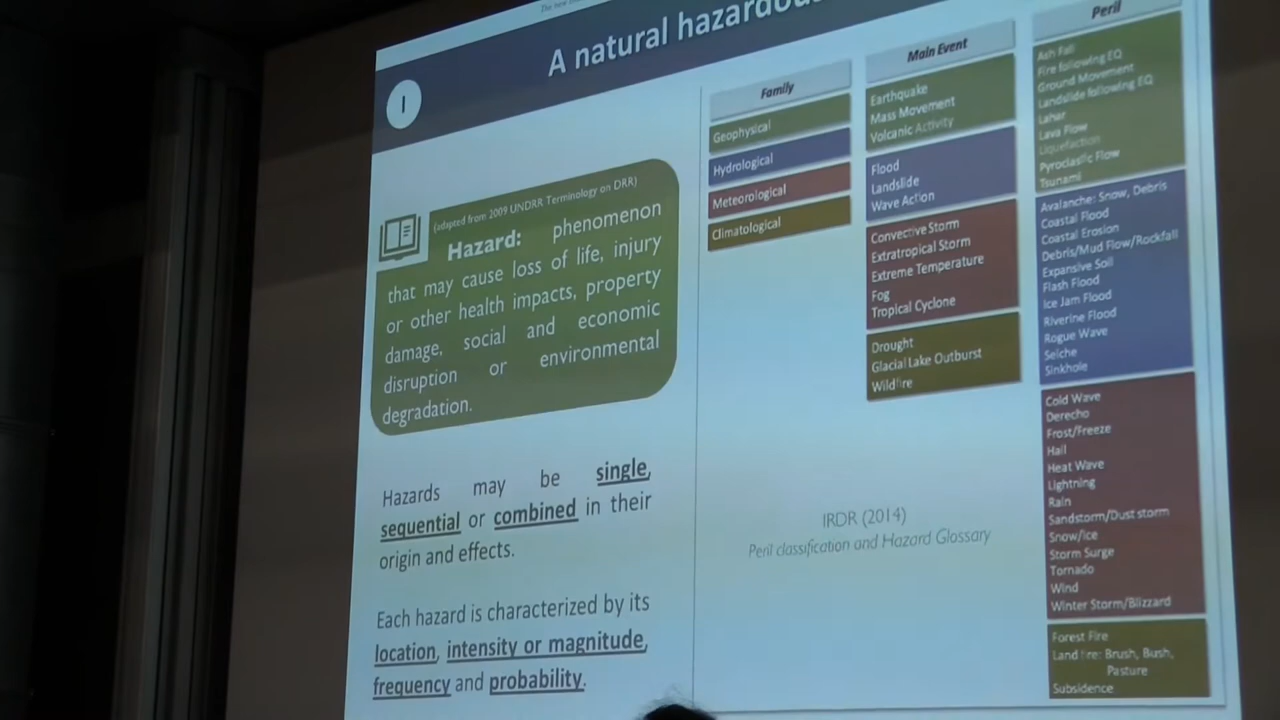 The new
A natural hazardous
I
(adapted from 2009 UNDRR Terminology on DRR)
Hazard: phenomenon
that may cause loss of life, injury
or other health impacts, property
damage, social and economic
disruption or environmental
degradation.
Hazards may be single,
sequential or combined in their
origin and effects.
Each hazard is characterized by its
location, intensity or magnitude,
frequency and probability.
Family
Geophysical
Hydrological
Meteorological
Climatological
Main Event
Earthquake
Mass Movement
Volcanic Activity
Flood
Landslide
Wave Action
Convective Storm
Extratropical Storm
Extreme Temperature
Fog
Tropical Cyclone
Drought
Glacial Lake Outburst
Wildfire
IRDR (2014)
Peril classification and Hazard Glossary
Peril
Ash Fall
Fire following EQ
Ground Movement
Landslide following EQ
Lahar
Lava Flow
Liquefaction
Pyroclastic Flow
Tsunami
Avalanche: Snow, Debris
Coastal Flood
Coastal Erosion
Debris/Mud Flow/Rockfall
Expansive Soil
Flash Flood
Ice Jam Flood
Riverine Flood
Rogue Wave
Seiche
Sinkhole
Cold Wave
Derecho
Frost/Freeze
Hail
Heat Wave
Lightning
Rain
Sandstorm/Dust storm
Snow/ice
Storm Surge
Tornado
Wind
Winter Storm/Blizzard
Forest Fire
Land fire: Brush, Bush,
Pasture
Subsidence